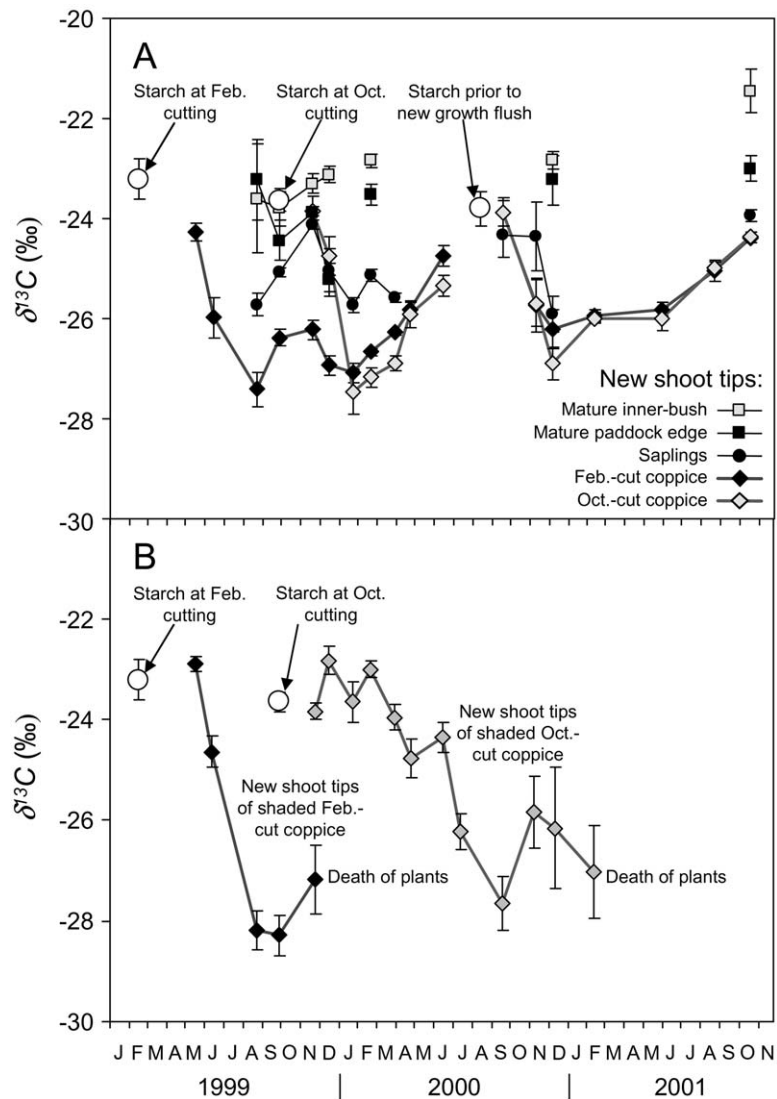 -20
A
Starch at Feb.
cutting
Starch at Oct.
cutting
Starch prior to
new growth flush
-22
-24
δ¹³C (‰)
-26
New shoot tips:
Mature inner-bush
Mature paddock edge
Saplings
Feb.-cut coppice
Oct.-cut coppice
-28
-30
B
Starch at Feb.
cutting
Starch at Oct.
cutting
-22
-24
δ¹³C (‰)
New shoot tips
of shaded Oct.-
cut coppice
New shoot tips
of shaded Feb.-
cut coppice
-26
Death of plants
Death of plants
-28
-30
J F M A M J J A S O N D J F M A M J J A S O N D J F M A M J J A S O N
1999 2000 2001